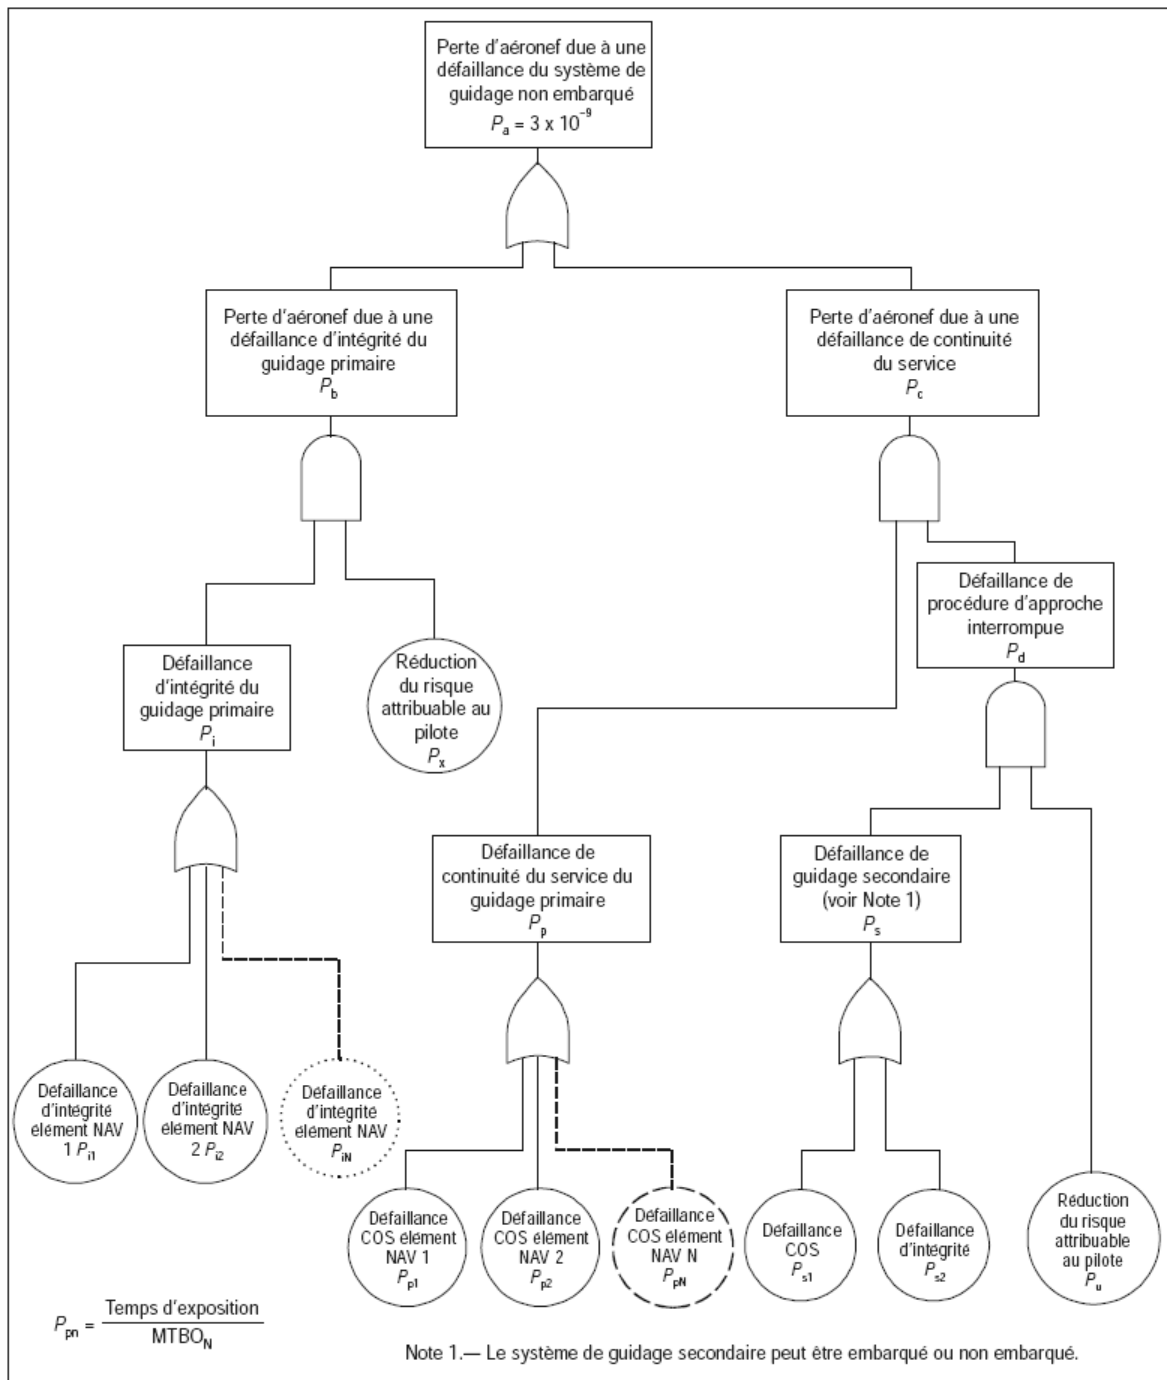 Perte d'aéronef due à une
défaillance du système de
guidage non embarqué
Pa = 3 x 10⁻⁹
Perte d'aéronef due à une
défaillance d'intégrité du
guidage primaire
Pb
Perte d'aéronef due à une
défaillance de continuité
du service
Pc
Défaillance de
procédure d'approche
interrompue
Pd
Défaillance
d'intégrité du
guidage primaire
Pi
Réduction
du risque
attribuable au
pilote
Px
Défaillance de
continuité du service du
guidage primaire
Pp
Défaillance de
guidage secondaire
(voir Note 1)
Ps
Défaillance
d'intégrité
élément NAV
1 Pi1
Défaillance
d'intégrité
élément NAV
2 Pi2
Défaillance
d'intégrité
élément NAV
PiN
Défaillance
COS élément
NAV 1
Pp1
Défaillance
COS élément
NAV 2
Pp2
Défaillance
COS élément
NAV N
PpN
Défaillance
COS
Ps1
Défaillance
d'intégrité
Ps2
Réduction
du risque
attribuable
au pilote
Pu
Ppn = Temps d'exposition
MTBON
Note 1.— Le système de guidage secondaire peut être embarqué ou non embarqué.